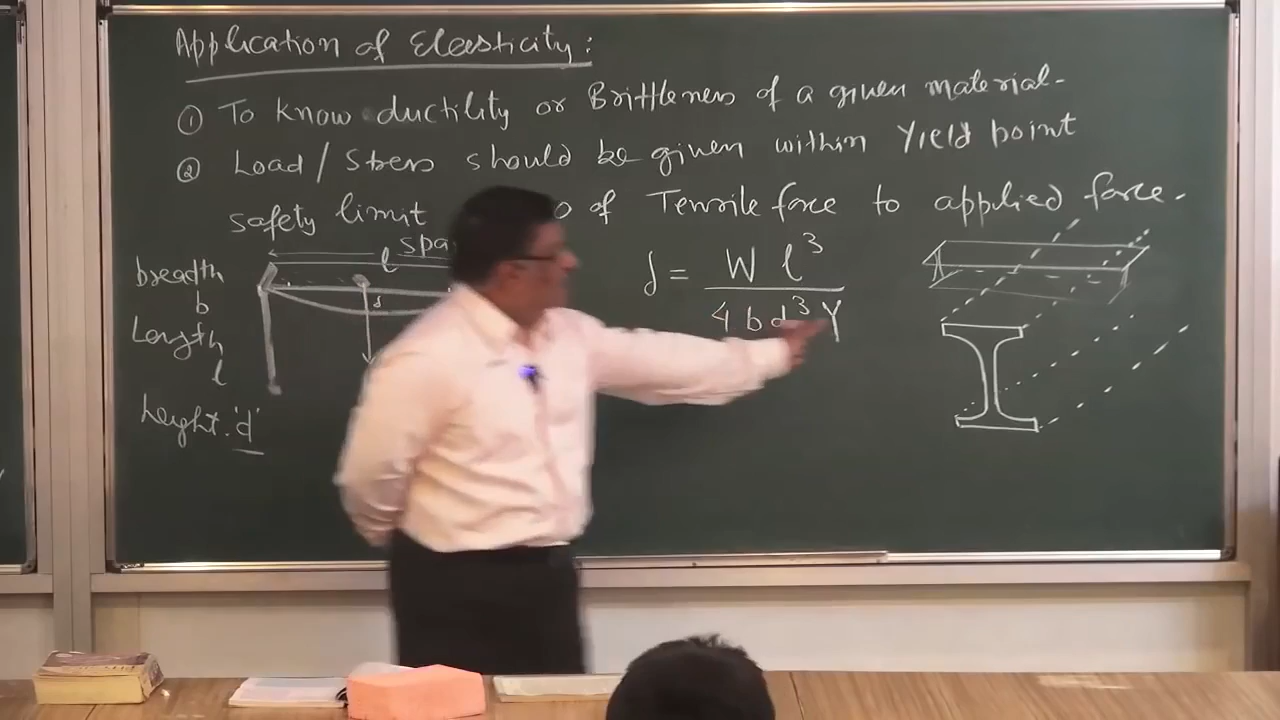 Application of Elasticity:
① To know ductility or Brittleness of a given material-
② Load/Stress should be given within Yield point
safety limit o of Tensile force to applied force.
l spa
breadth
b
Length
l
height 'd'
δ
δ = W l³ / 4 b d³ Y